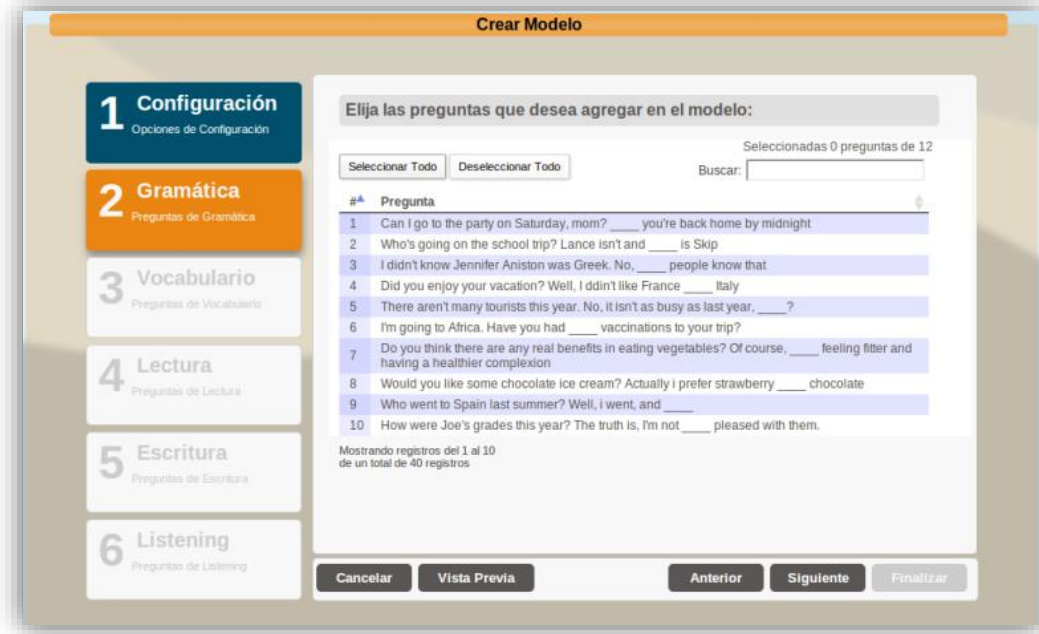 Crear Modelo
1 Configuración
Opciones de Configuración
2 Gramática
Preguntas de Gramática
3 Vocabulario
Preguntas de Vocabulario
4 Lectura
Preguntas de Lectura
5 Escritura
Preguntas de Escritura
6 Listening
Preguntas de Listening
Elija las preguntas que desea agregar en el modelo:
Seleccionadas 0 preguntas de 12
Seleccionar Todo Deseleccionar Todo Buscar:
# Pregunta
1 Can I go to the party on Saturday, mom? ____ you're back home by midnight
2 Who's going on the school trip? Lance isn't and ____ is Skip
3 I didn't know Jennifer Aniston was Greek. No, ____ people know that
4 Did you enjoy your vacation? Well, I ddin't like France ____ Italy
5 There aren't many tourists this year. No, it isn't as busy as last year, ____?
6 I'm going to Africa. Have you had ____ vaccinations to your trip?
7 Do you think there are any real benefits in eating vegetables? Of course, ____ feeling fitter and
having a healthier complexion
8 Would you like some chocolate ice cream? Actually i prefer strawberry ____ chocolate
9 Who went to Spain last summer? Well, i went, and ____
10 How were Joe's grades this year? The truth is, I'm not ____ pleased with them.
Mostrando registros del 1 al 10
de un total de 40 registros
Cancelar Vista Previa Anterior Siguiente Finalizar